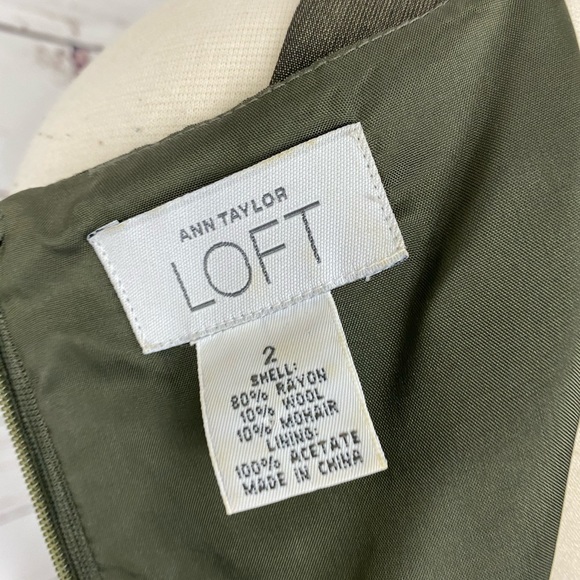 ANN TAYLOR
LOFT
2
SHELL:
80% RAYON
10% WOOL
10% MOHAIR
LINING:
100% ACETATE
MADE IN CHINA